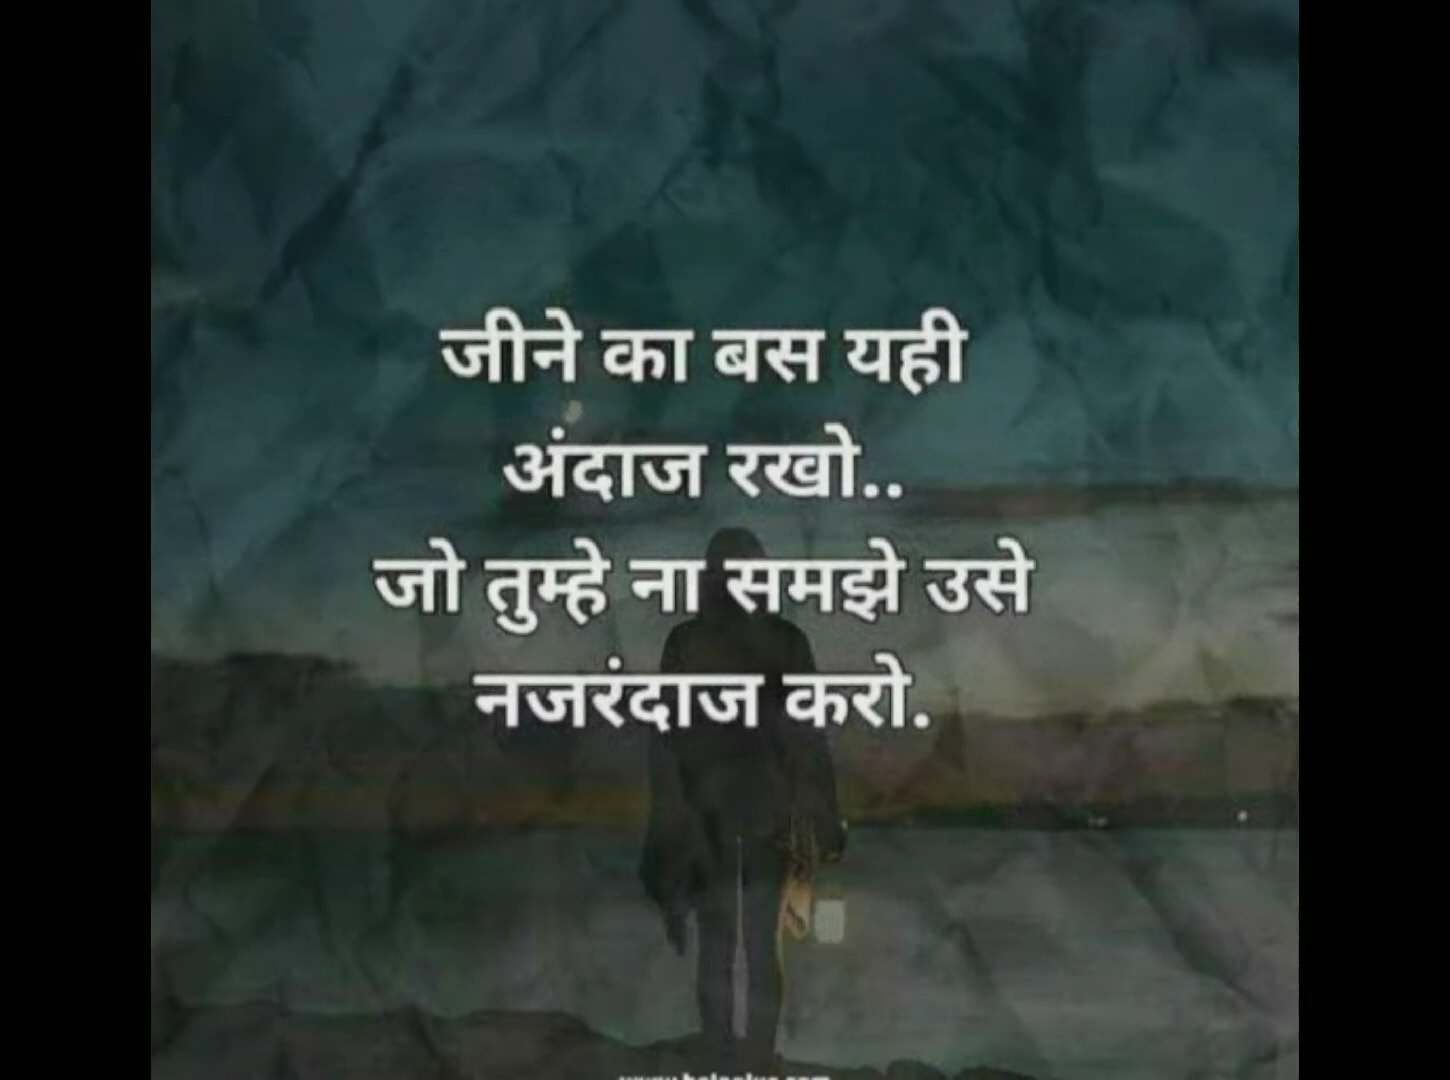 जीने का बस यही
अंदाज रखो..
जो तुम्हे ना समझे उसे
नजरंदाज करो.